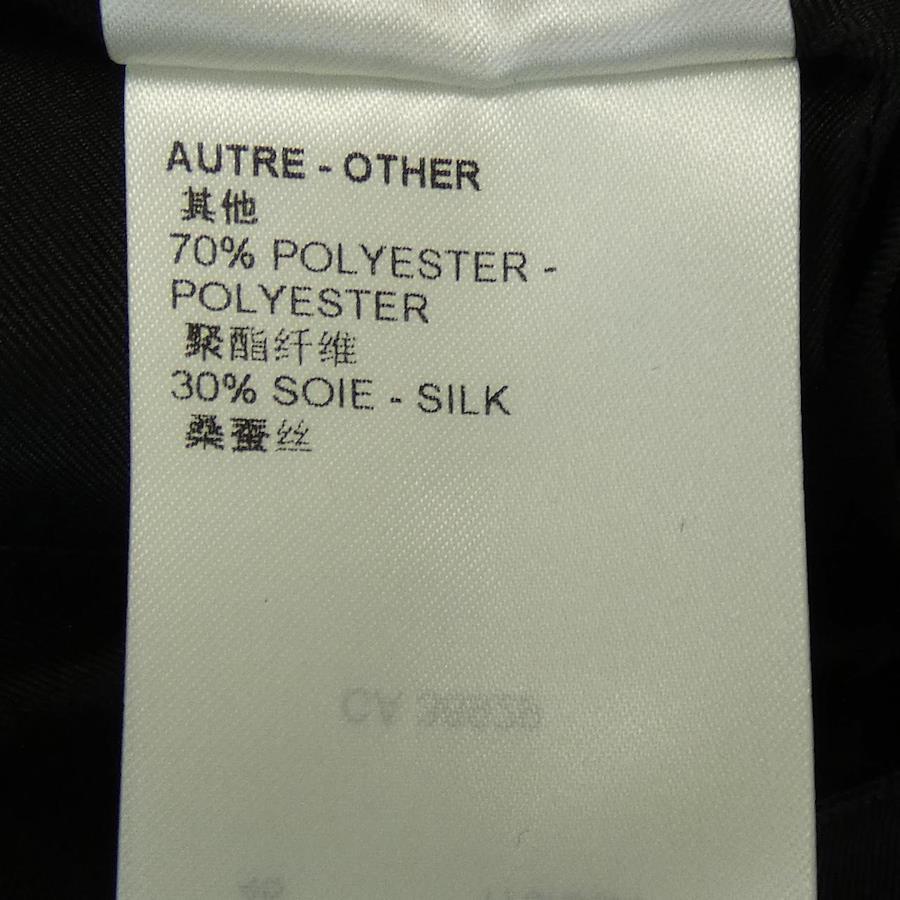 AUTRE - OTHER
其他
70% POLYESTER -
POLYESTER
聚酯纤维
30% SOIE - SILK
桑蚕丝